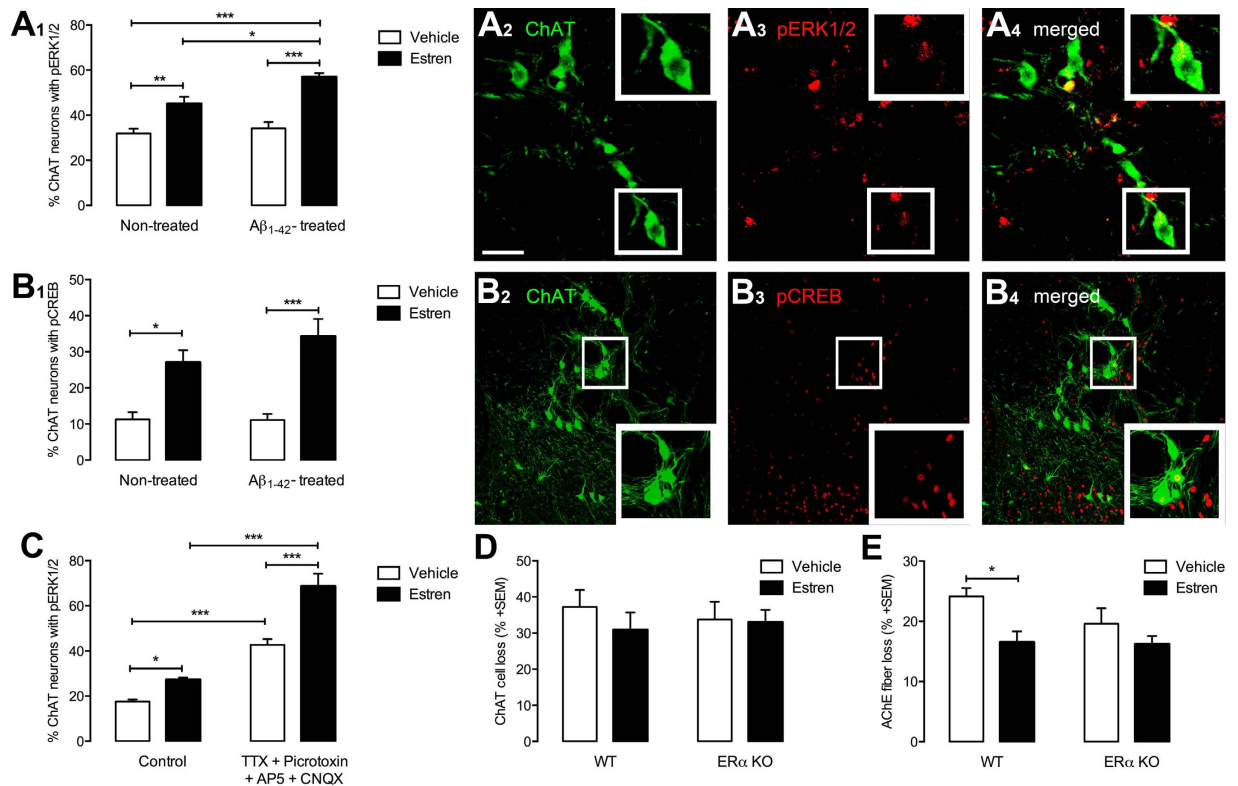 A1
% ChAT neurons with pERK1/2
80
60
40
20
0
***
*
**
***
Vehicle
Estren
Non-treated
Aβ1-42- treated
A2 ChAT
A3 pERK1/2
A4 merged
B1
% ChAT neurons with pCREB
50
40
30
20
10
0
*
***
Vehicle
Estren
Non-treated
Aβ1-42- treated
B2 ChAT
B3 pCREB
B4 merged
C
% ChAT neurons with pERK1/2
80
60
40
20
0
***
***
***
*
Vehicle
Estren
Control
TTX + Picrotoxin
+ AP5 + CNQX
D
ChAT cell loss (% +SEM)
50
40
30
20
10
0
Vehicle
Estren
WT
ERα KO
E
AChE fiber loss (% +SEM)
30
20
10
0
*
Vehicle
Estren
WT
ERα KO